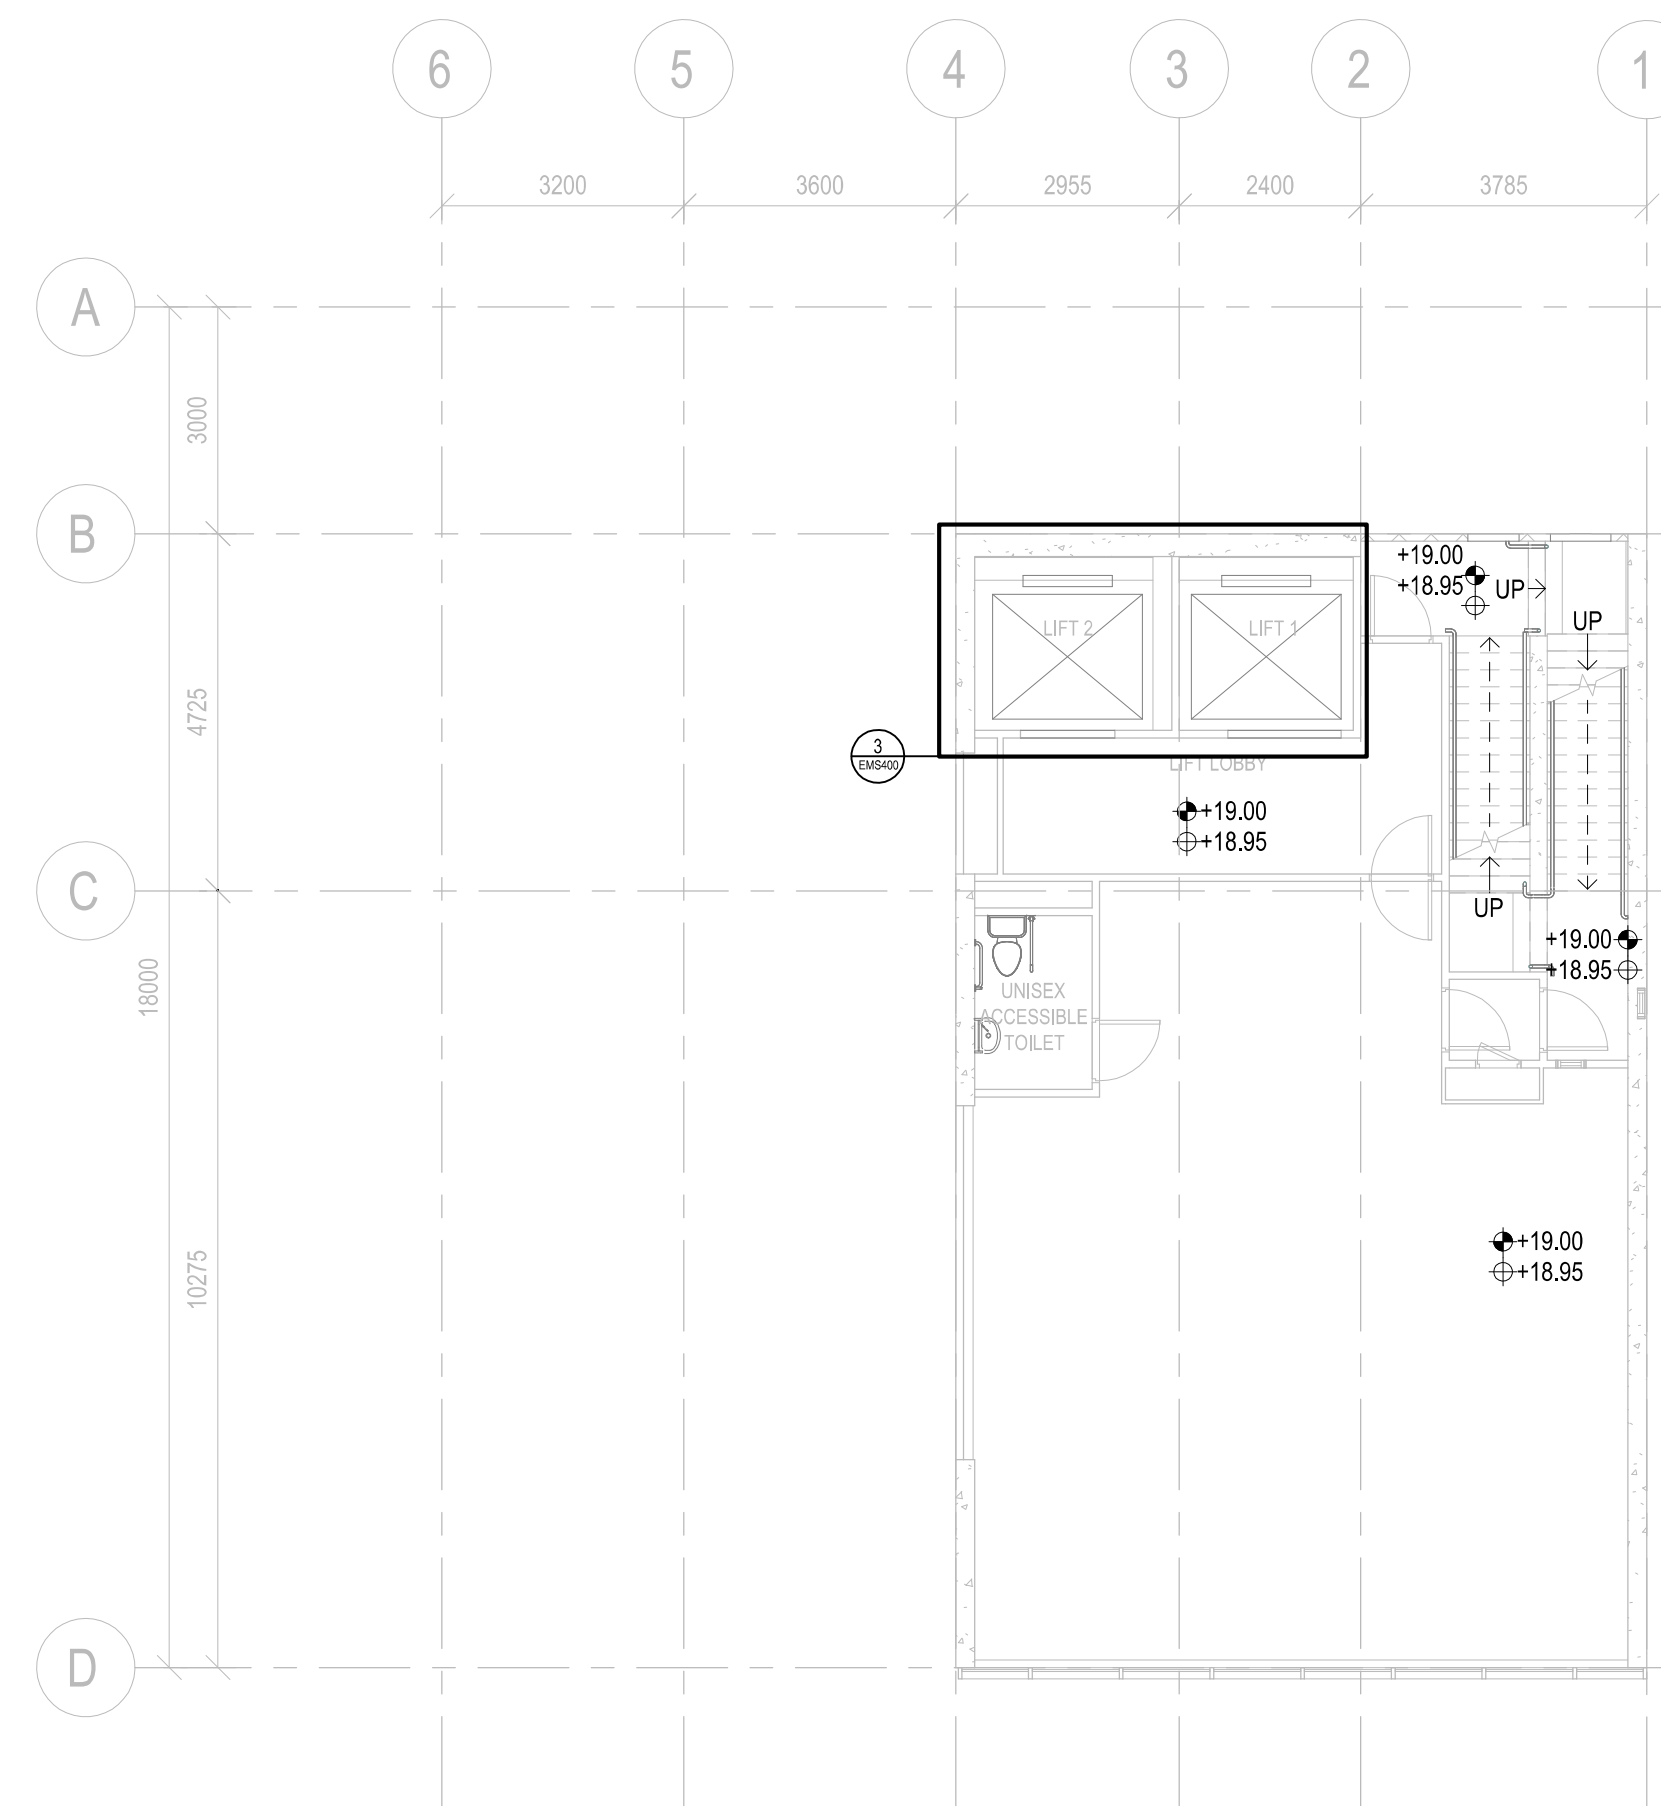 6 5 4 3 2 1
3200 3600 2955 2400 3785
A
3000
B
+19.00
+18.95
UP
UP
LIFT 2
LIFT 1
4725
3
EMS400
LIFT LOBBY
+19.00
+18.95
C
UP
+19.00
+18.95
18000
UNISEX
ACCESSIBLE
TOILET
+19.00
+18.95
10275
D